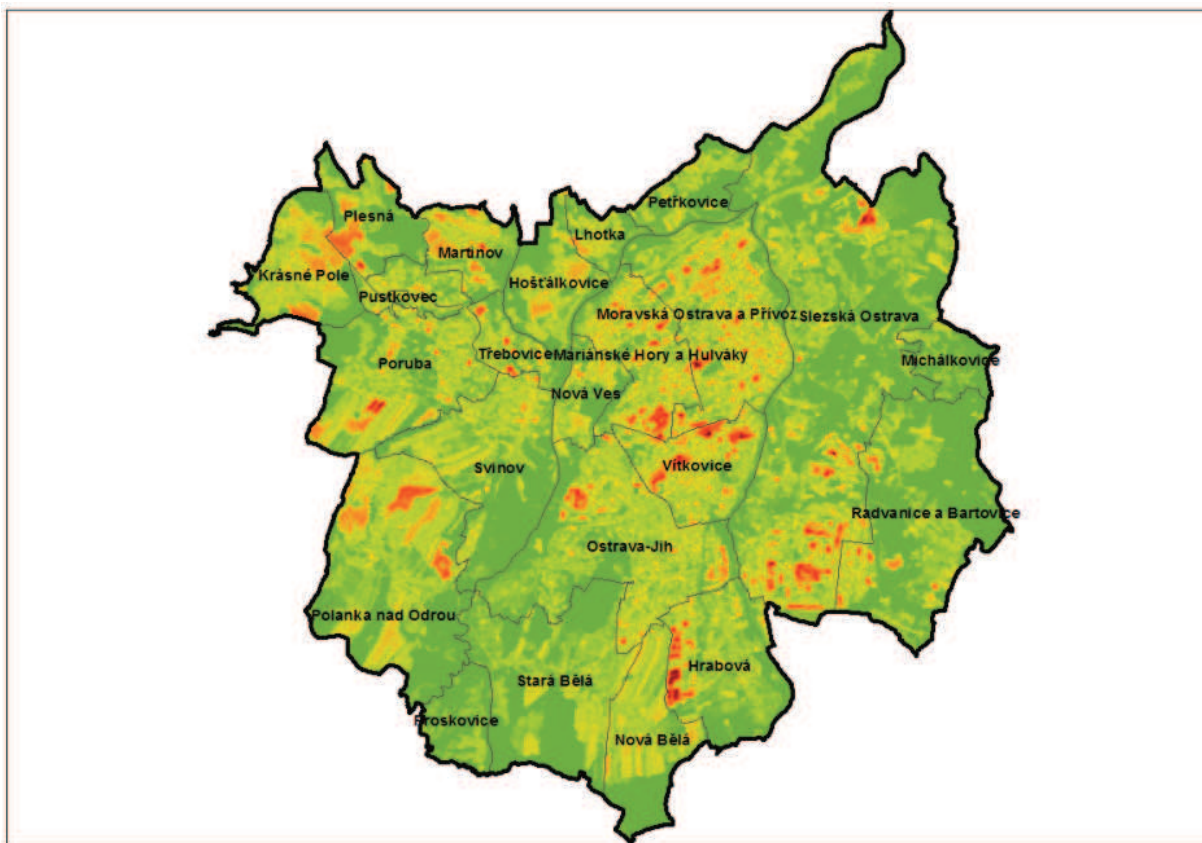 Petřkovice
Plesná
Lhotka
Martinov
Krásné Pole
Hošťálkovice
Pustkovec
Moravská Ostrava a Přívoz
Slezská Ostrava
Třebovice
Mariánské Hory a Hulváky
Michálkovice
Poruba
Nová Ves
Svinov
Vítkovice
Radvanice a Bartovice
Ostrava-Jih
Polanka nad Odrou
Hrabová
Stará Bělá
Proskovice
Nová Bělá